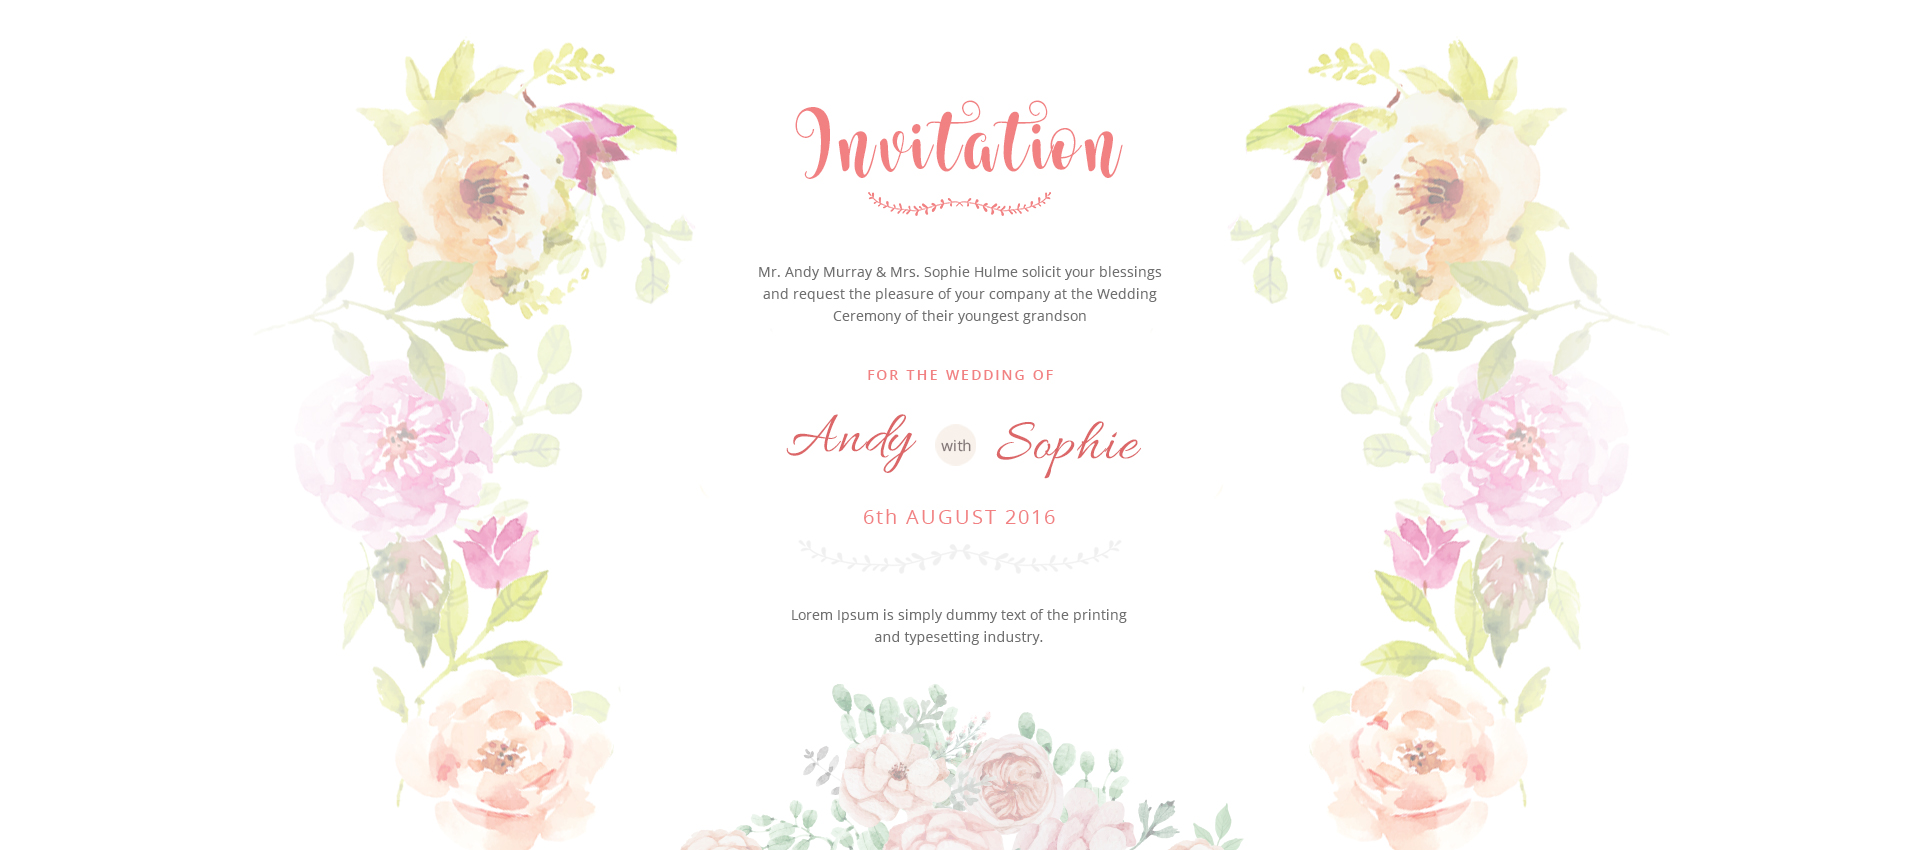 Invitation
Mr. Andy Murray & Mrs. Sophie Hulme solicit your blessings
and request the pleasure of your company at the Wedding
Ceremony of their youngest grandson
FOR THE WEDDING OF
Andy with Sophie
6th AUGUST 2016
Lorem Ipsum is simply dummy text of the printing
and typesetting industry.